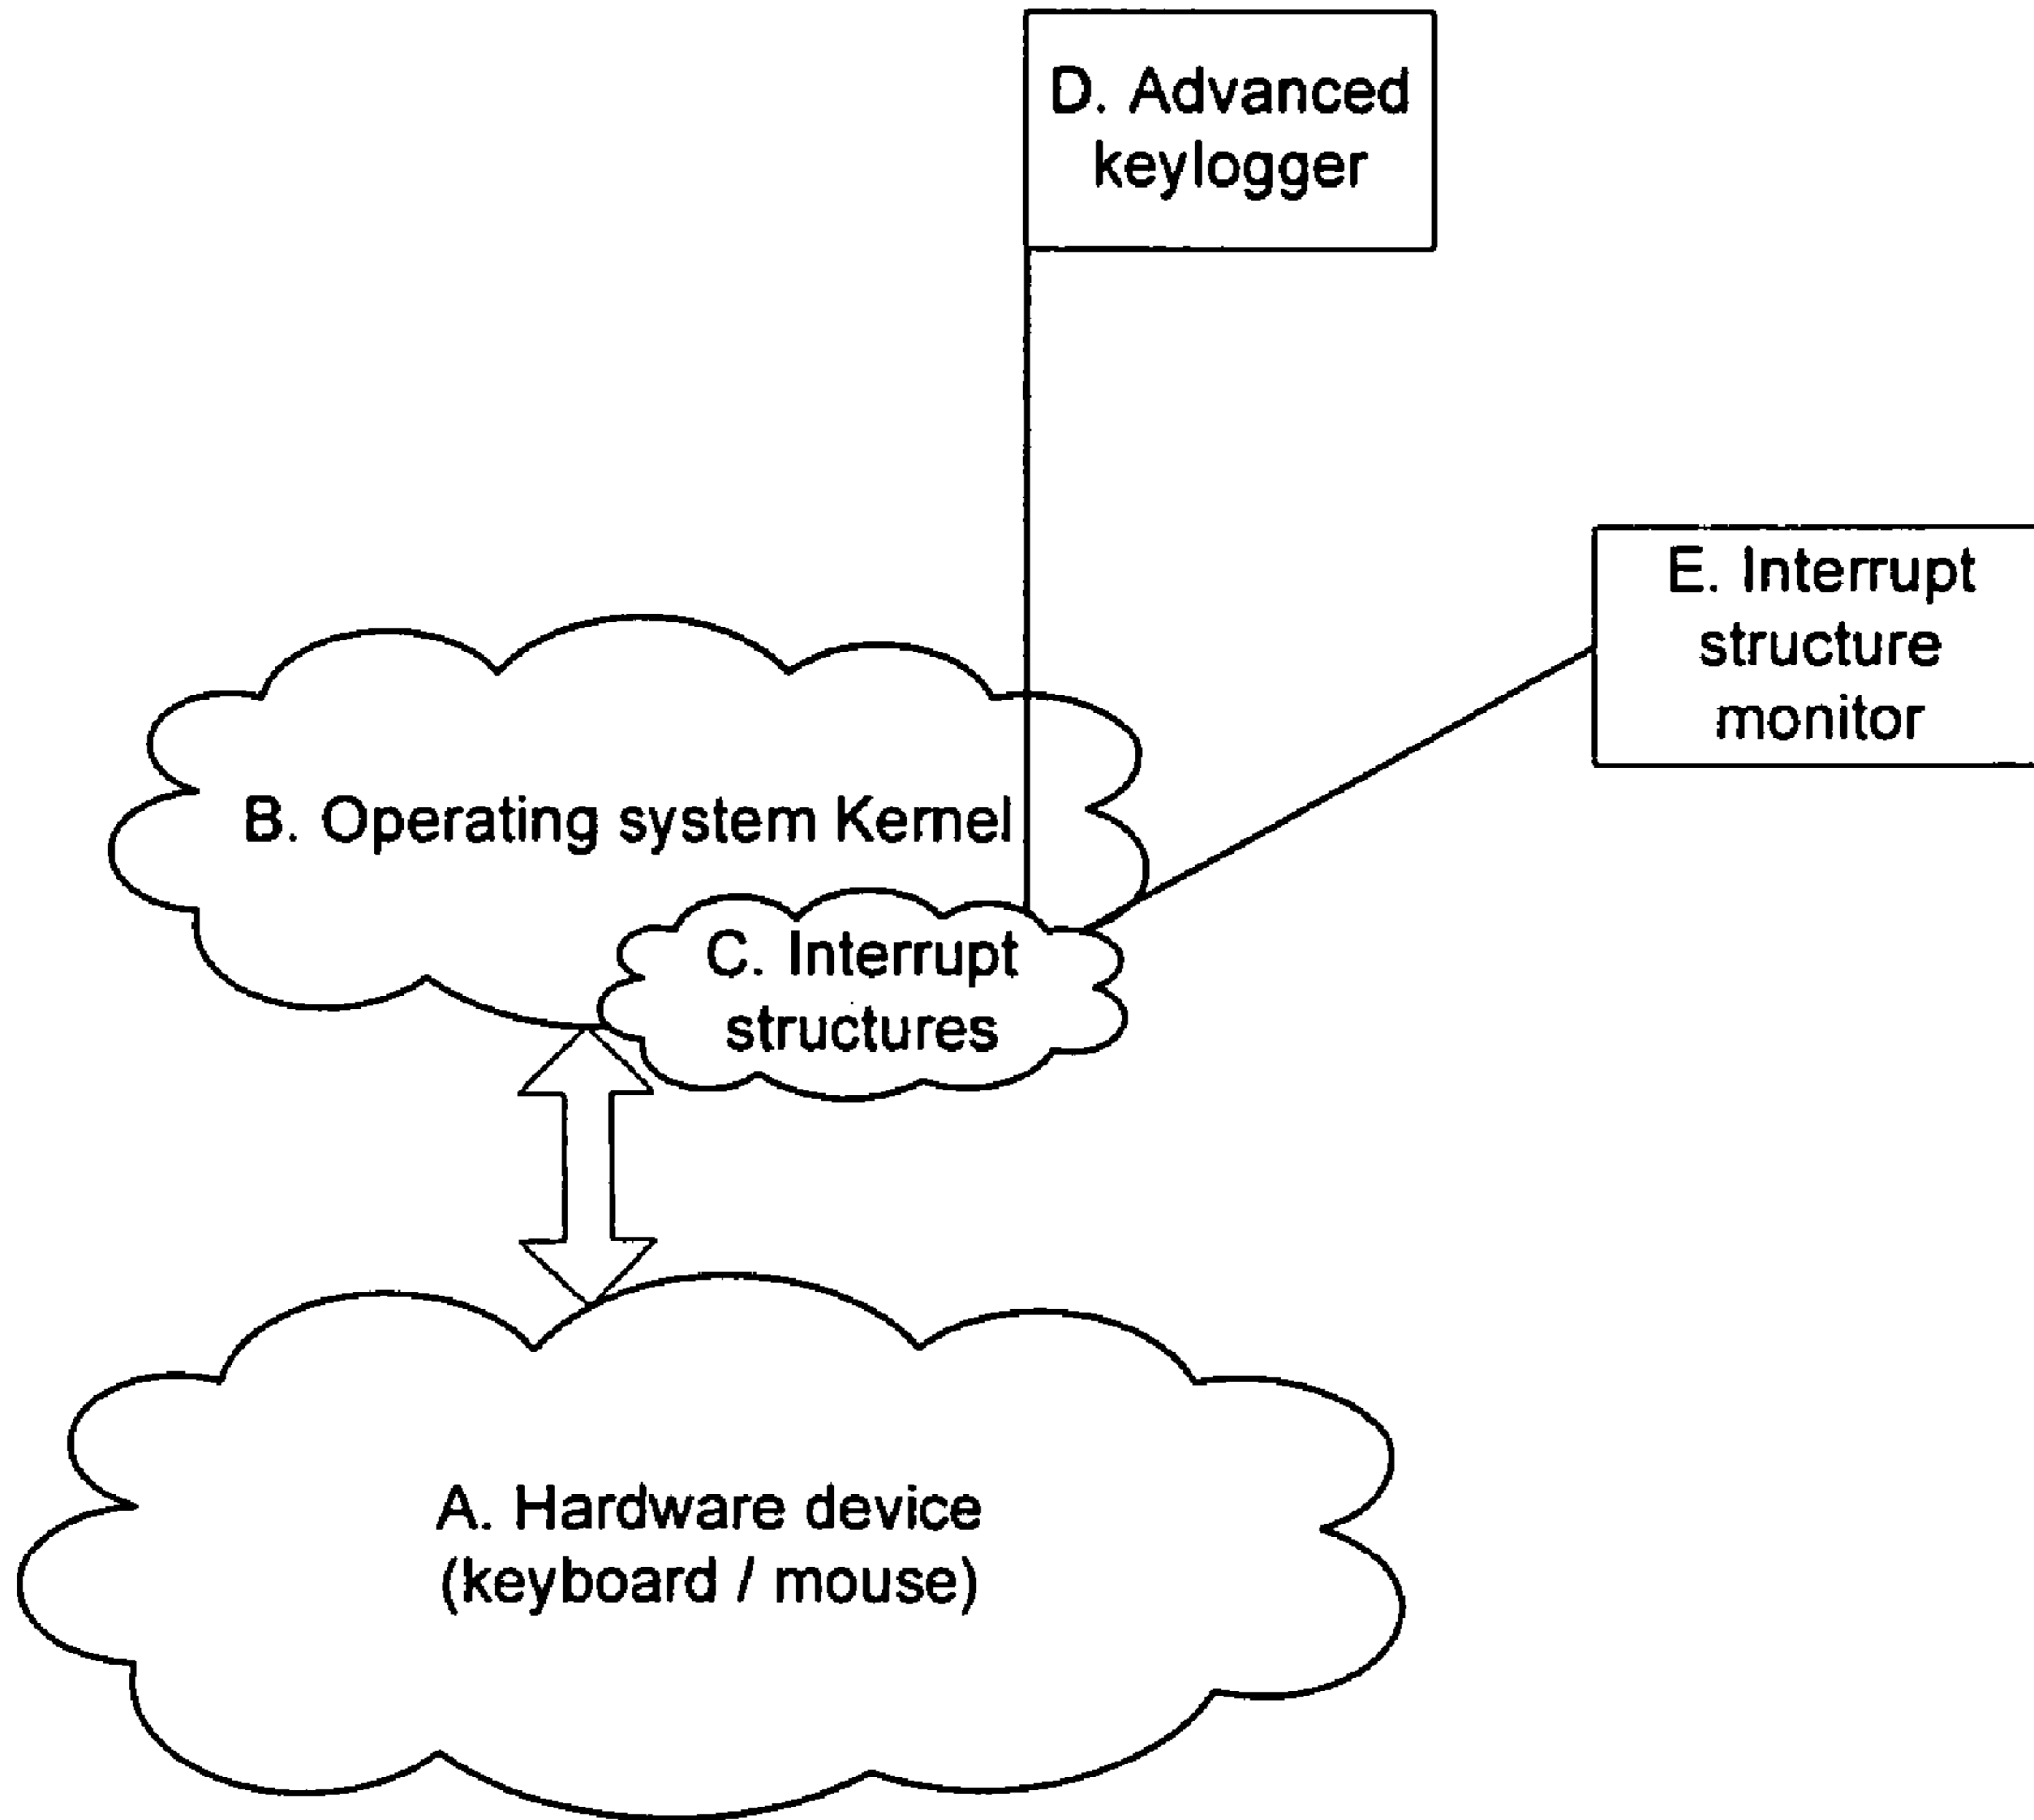 D. Advanced
keylogger
E. Interrupt
structure
monitor
B. Operating system Kernel
C. Interrupt
structures
A. Hardware device
(keyboard / mouse)